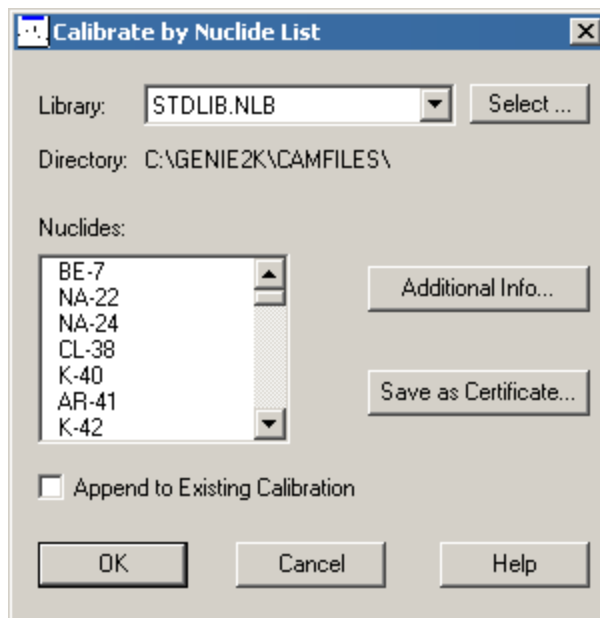 Calibrate by Nuclide List
Library: STDLIB.NLB Select ...
Directory: C:\GENIE2K\CAMFILES\
Nuclides:
BE-7
NA-22
NA-24
CL-38
K-40
AR-41
K-42
Additional Info...
Save as Certificate...
Append to Existing Calibration
OK Cancel Help